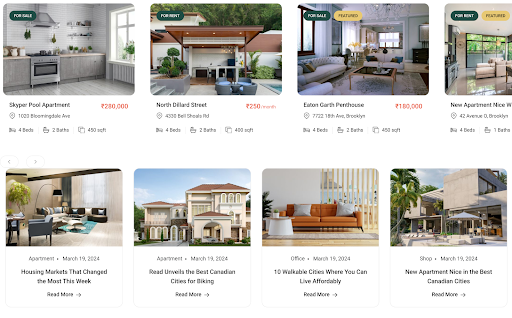 FOR SALE
FOR RENT
FOR SALE FEATURED
FOR RENT
Skyper Pool Apartment ₹280,000
1020 Bloomingdale Ave
4 Beds 2 Baths 450 sqft
North Dillard Street ₹250 /month
4330 Bell Shoals Rd
4 Beds 2 Baths 450 sqft
Eaton Garth Penthouse ₹180,000
7722 18th Ave, Brooklyn
4 Beds 2 Baths 450 sqft
New Apartment Nice W
42 Avenue O, Brooklyn
4 Beds 1 Bath
Apartment • March 19, 2024
Housing Markets That Changed
the Most This Week
Read More →
Apartment • March 19, 2024
Read Unveils the Best Canadian
Cities for Biking
Read More →
Office • March 19, 2024
10 Walkable Cities Where You Can
Live Affordably
Read More →
Shop • March 19, 2024
New Apartment Nice in the Best
Canadian Cities
Read More →